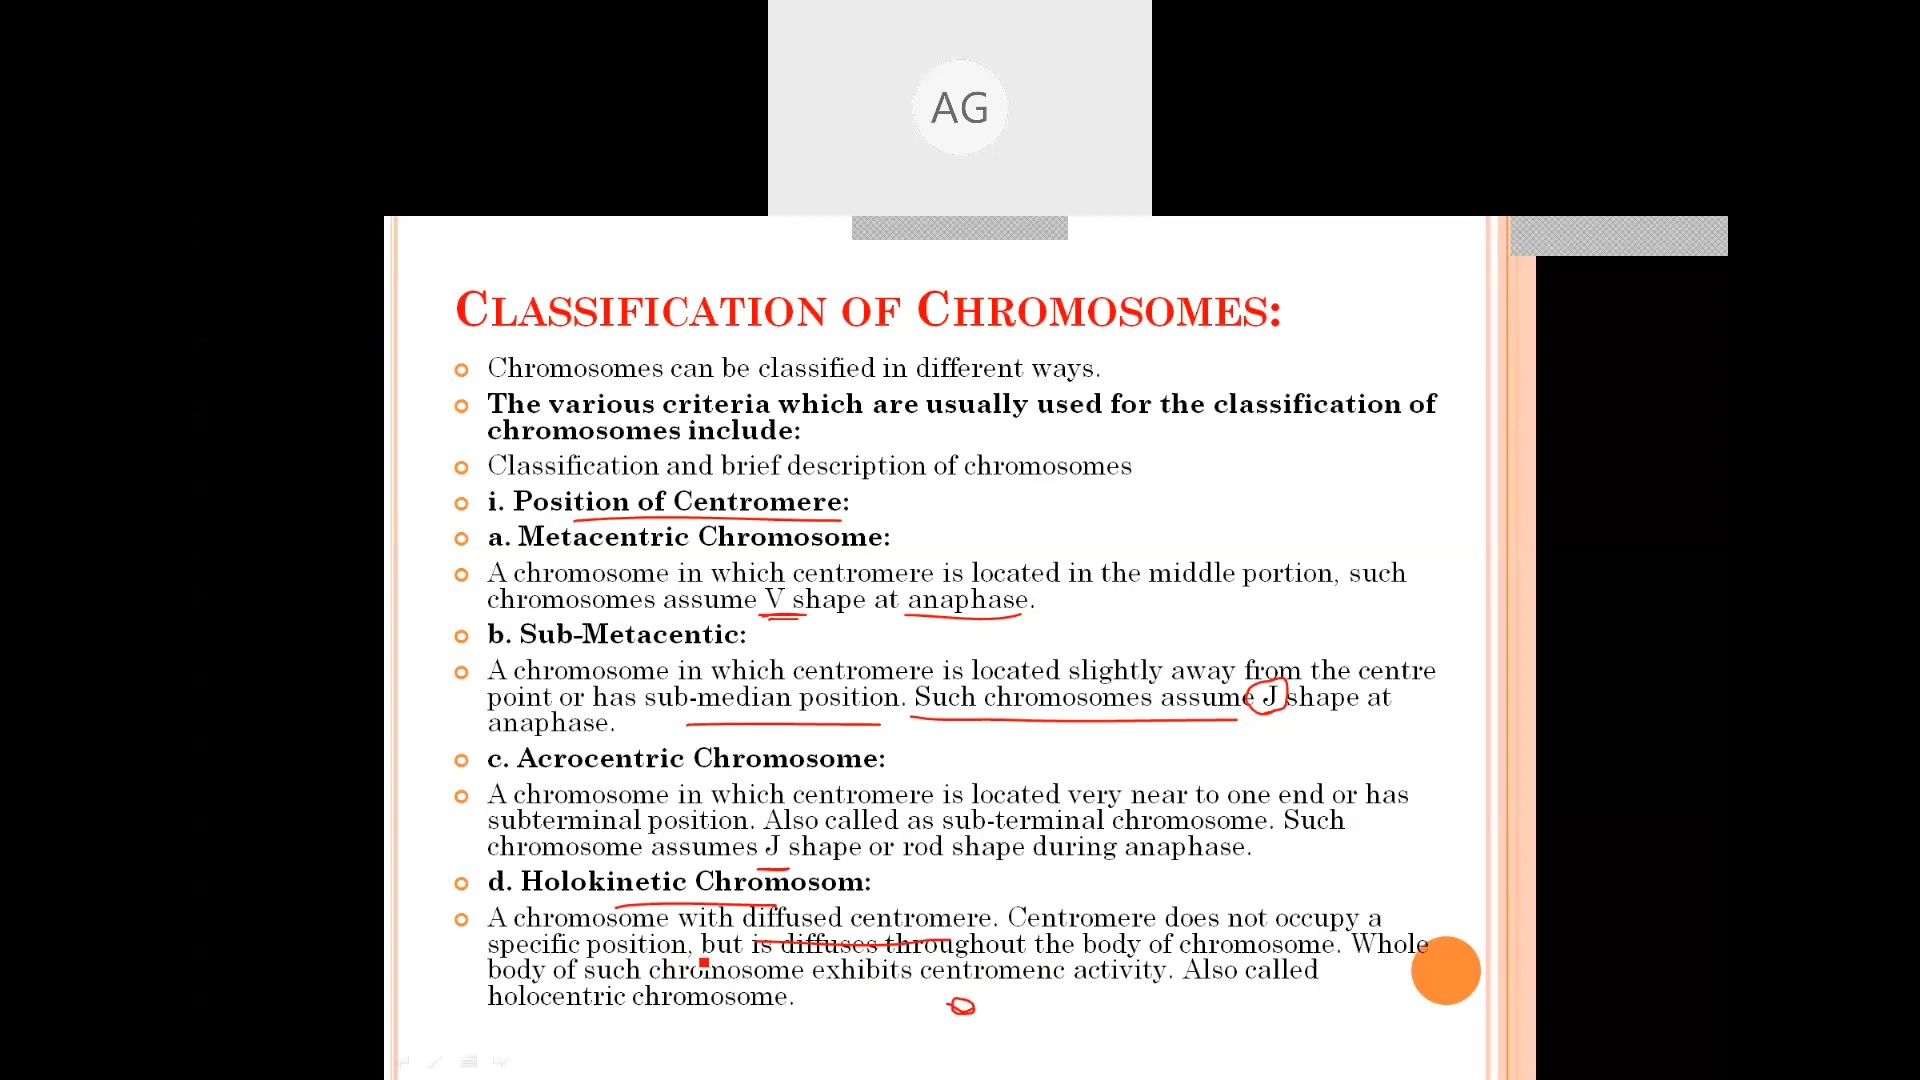 AG
CLASSIFICATION OF CHROMOSOMES:
Chromosomes can be classified in different ways.
The various criteria which are usually used for the classification of
chromosomes include:
Classification and brief description of chromosomes
i. Position of Centromere:
a. Metacentric Chromosome:
A chromosome in which centromere is located in the middle portion, such
chromosomes assume V shape at anaphase.
b. Sub-Metacentic:
A chromosome in which centromere is located slightly away from the centre
point or has sub-median position. Such chromosomes assume J shape at
anaphase.
c. Acrocentric Chromosome:
A chromosome in which centromere is located very near to one end or has
subterminal position. Also called as sub-terminal chromosome. Such
chromosome assumes J shape or rod shape during anaphase.
d. Holokinetic Chromosom:
A chromosome with diffused centromere. Centromere does not occupy a
specific position, but is diffuses throughout the body of chromosome. Whole
body of such chromosome exhibits centromenc activity. Also called
holocentric chromosome.